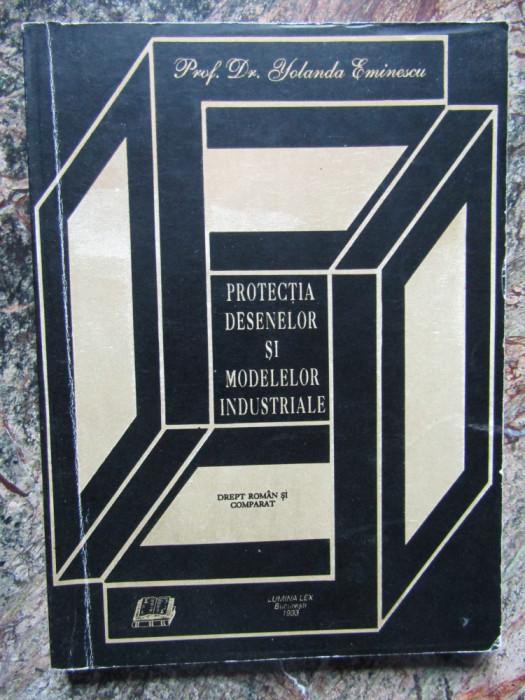 Prof. Dr. Yolanda Eminescu
PROTECȚIA
DESENELOR
ȘI
MODELELOR
INDUSTRIALE
DREPT ROMÂN ȘI
COMPARAT
LUMINA LEX
București
1993